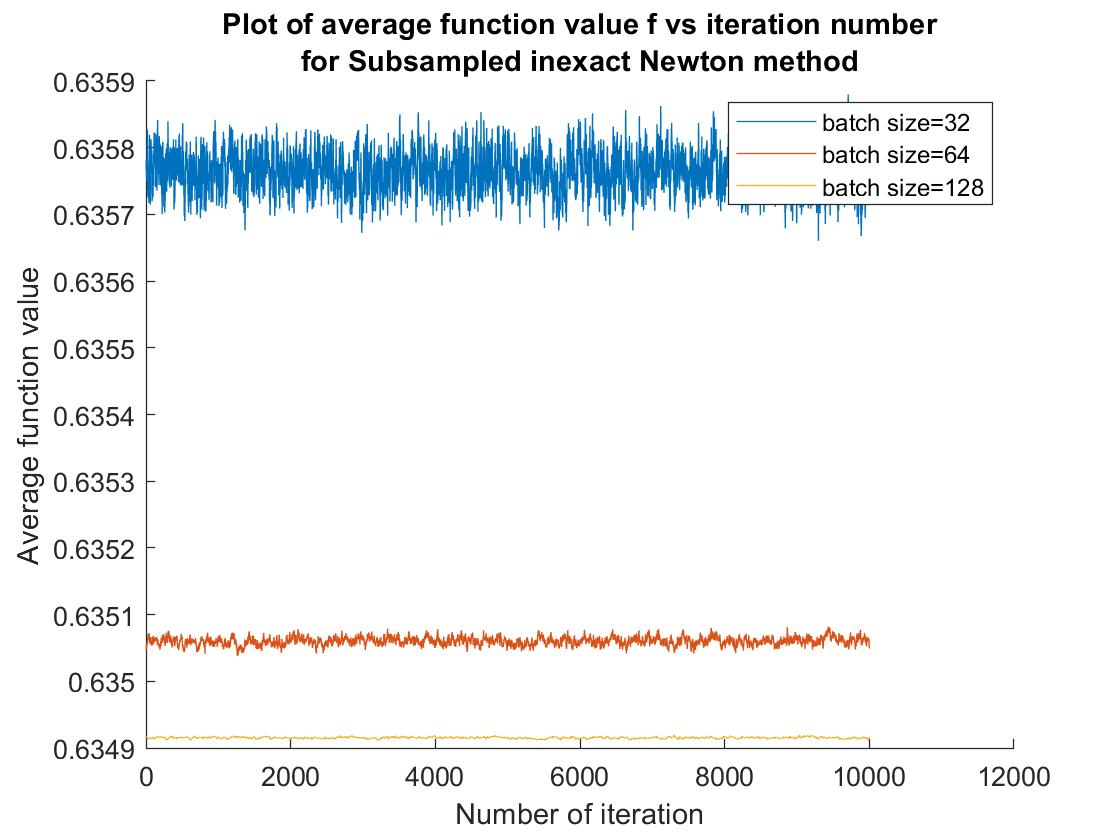 Plot of average function value f vs iteration number
for Subsampled inexact Newton method
0.6359
0.6358
0.6357
0.6356
0.6355
0.6354
0.6353
0.6352
0.6351
0.635
0.6349
Average function value
batch size=32
batch size=64
batch size=128
0 2000 4000 6000 8000 10000 12000
Number of iteration